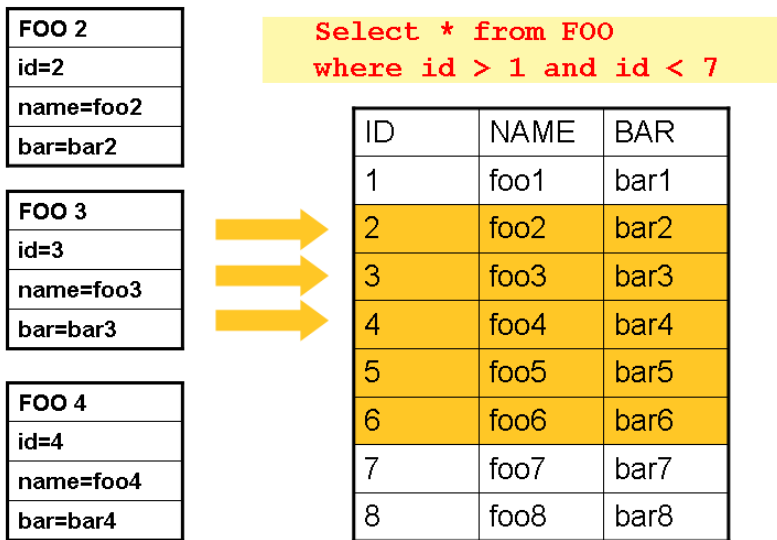 FOO 2
id=2
name=foo2
bar=bar2
FOO 3
id=3
name=foo3
bar=bar3
FOO 4
id=4
name=foo4
bar=bar4
Select * from FOO
where id > 1 and id < 7
ID NAME BAR
1 foo1 bar1
2 foo2 bar2
3 foo3 bar3
4 foo4 bar4
5 foo5 bar5
6 foo6 bar6
7 foo7 bar7
8 foo8 bar8